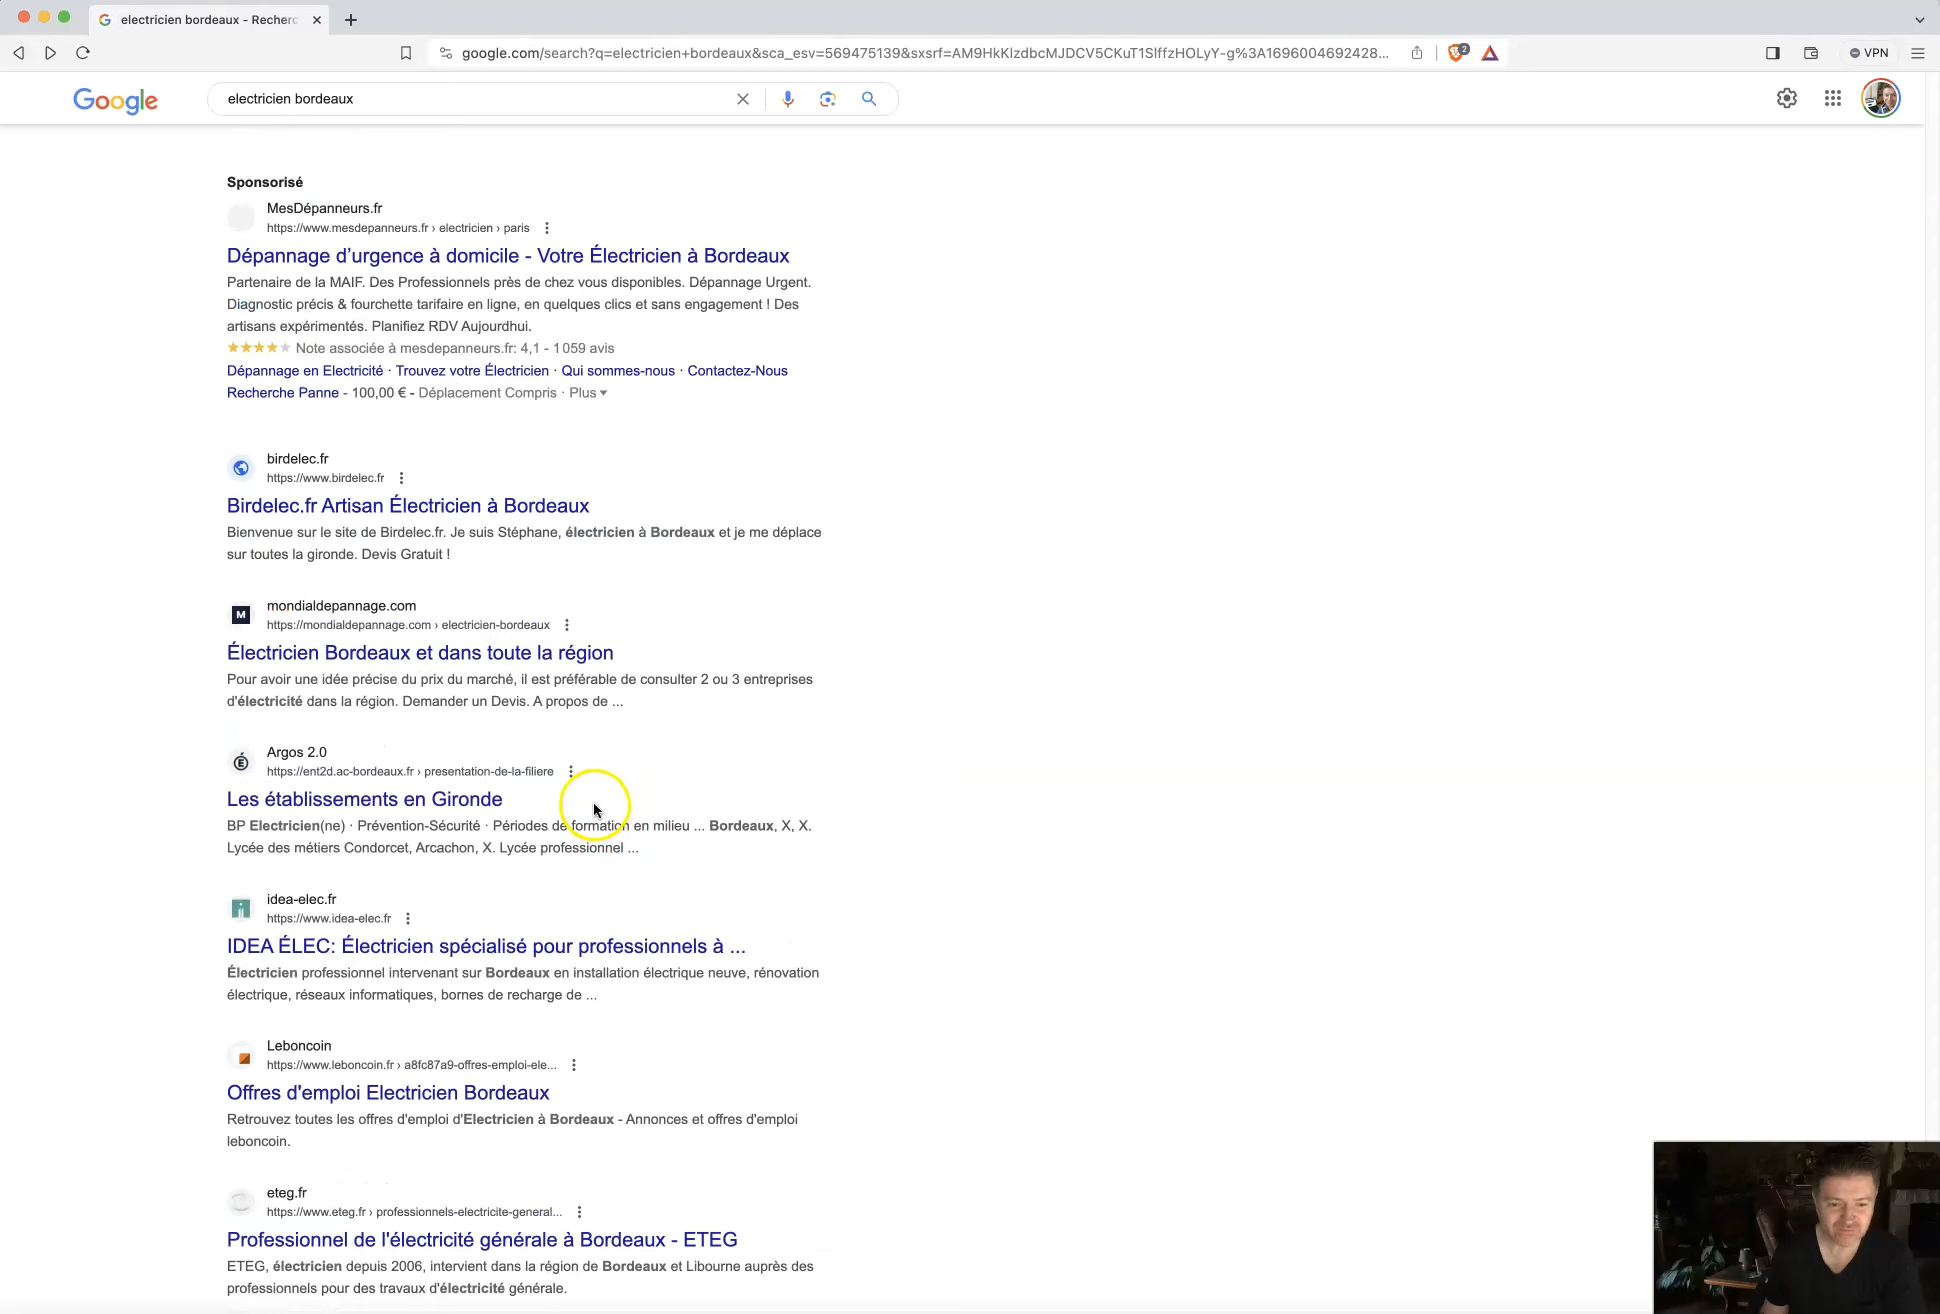 electricien bordeaux - Recherc
google.com/search?q=electricien+bordeaux&sca_esv=569475139&sxsrf=AM9HkKlzdbcMJDCV5CKuT1SlffzHOLyY-g%3A1696004692428...
2
VPN
Google
electricien bordeaux
Sponsorisé
MesDépanneurs.fr
https://www.mesdepanneurs.fr › electricien › paris
Dépannage d’urgence à domicile - Votre Électricien à Bordeaux
Partenaire de la MAIF. Des Professionnels près de chez vous disponibles. Dépannage Urgent.
Diagnostic précis & fourchette tarifaire en ligne, en quelques clics et sans engagement ! Des
artisans expérimentés. Planifiez RDV Aujourdhui.
Note associée à mesdepanneurs.fr: 4,1 - 1 059 avis
Dépannage en Electricité · Trouvez votre Électricien · Qui sommes-nous · Contactez-Nous
Recherche Panne - 100,00 € - Déplacement Compris · Plus
birdelec.fr
https://www.birdelec.fr
Birdelec.fr Artisan Électricien à Bordeaux
Bienvenue sur le site de Birdelec.fr. Je suis Stéphane, électricien à Bordeaux et je me déplace
sur toutes la gironde. Devis Gratuit !
M
mondialdepannage.com
https://mondialdepannage.com › electricien-bordeaux
Électricien Bordeaux et dans toute la région
Pour avoir une idée précise du prix du marché, il est préférable de consulter 2 ou 3 entreprises
d'électricité dans la région. Demander un Devis. A propos de ...
É
Argos 2.0
https://ent2d.ac-bordeaux.fr › presentation-de-la-filiere
Les établissements en Gironde
BP Electricien(ne) · Prévention-Sécurité · Périodes de formation en milieu ... Bordeaux, X, X.
Lycée des métiers Condorcet, Arcachon, X. Lycée professionnel ...
idea-elec.fr
https://www.idea-elec.fr
IDEA ÉLEC: Électricien spécialisé pour professionnels à ...
Électricien professionnel intervenant sur Bordeaux en installation électrique neuve, rénovation
électrique, réseaux informatiques, bornes de recharge de ...
Leboncoin
https://www.leboncoin.fr › a8fc87a9-offres-emploi-ele...
Offres d'emploi Electricien Bordeaux
Retrouvez toutes les offres d'emploi d'Electricien à Bordeaux - Annonces et offres d'emploi
leboncoin.
eteg.fr
https://www.eteg.fr › professionnels-electricite-general...
Professionnel de l'électricité générale à Bordeaux - ETEG
ETEG, électricien depuis 2006, intervient dans la région de Bordeaux et Libourne auprès des
professionnels pour des travaux d'électricité générale.